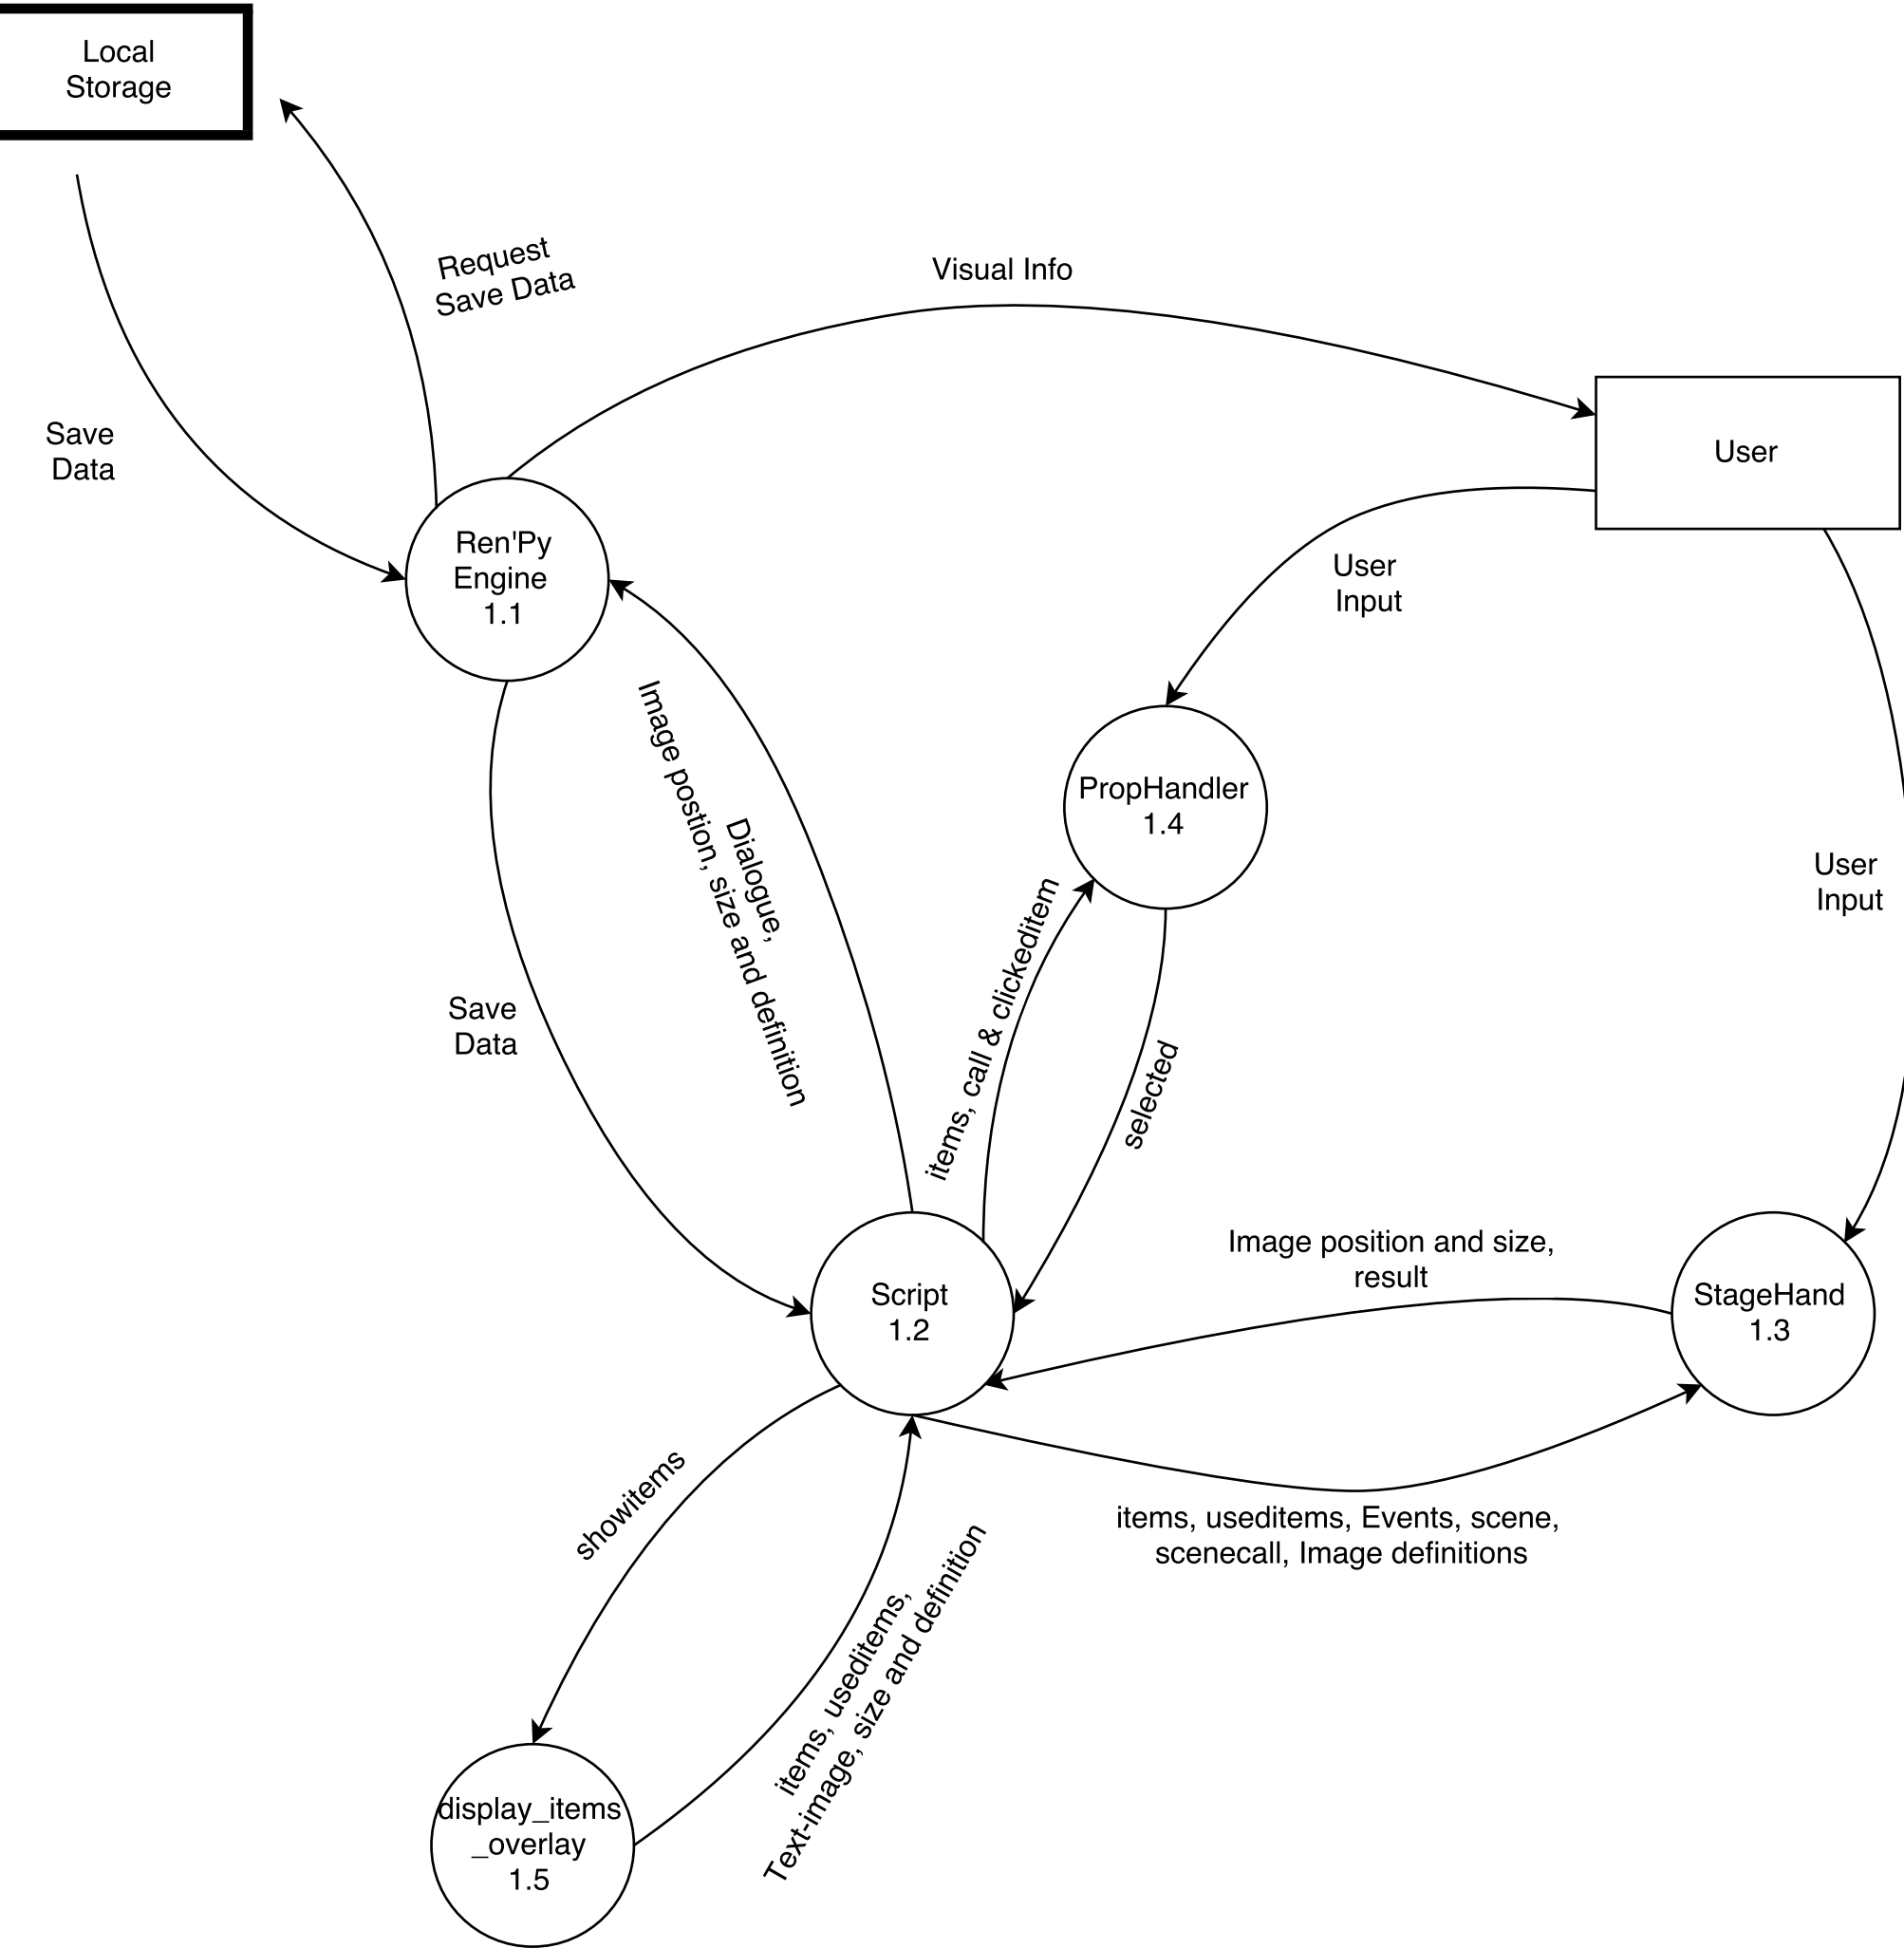 Local
Storage
Request
Save Data
Visual Info
Save
Data
User
Ren'Py
Engine
1.1
User
Input
Image postion, size and definition
Dialogue,
PropHandler
1.4
User
Input
items, call & clickeditem
selected
Save
Data
Image position and size,
result
Script
1.2
StageHand
1.3
showitems
items, useditems, Events, scene,
scenecall, Image definitions
items, useditems,
Text-image, size and definition
display_items
_overlay
1.5